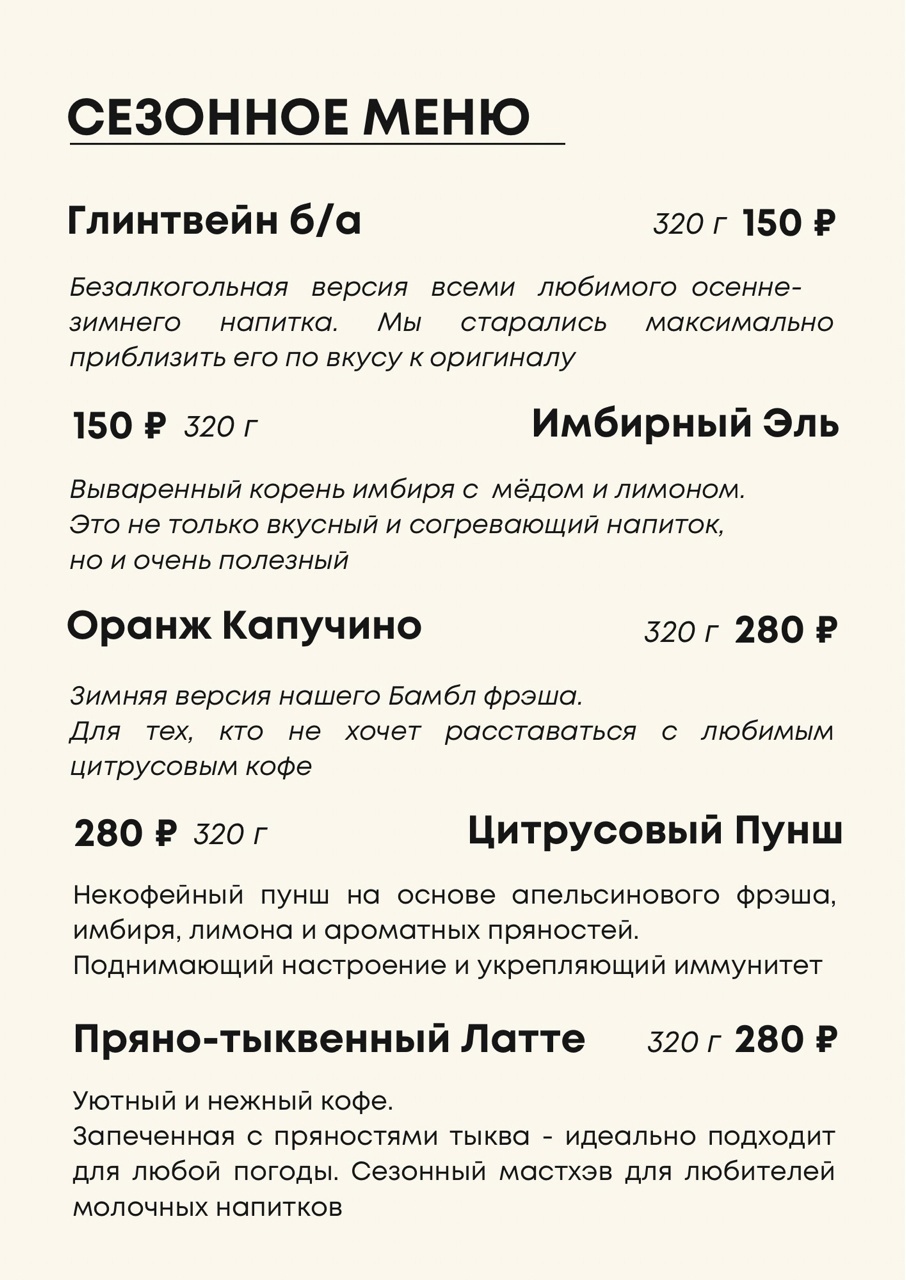 СЕЗОННОЕ МЕНЮ
Глинтвейн б/а 320 г 150 ₽
Безалкогольная версия всеми любимого осенне-
зимнего напитка. Мы старались максимально
приблизить его по вкусу к оригиналу
150 ₽ 320 г Имбирный Эль
Вываренный корень имбиря с мёдом и лимоном.
Это не только вкусный и согревающий напиток,
но и очень полезный
Оранж Капучино 320 г 280 ₽
Зимняя версия нашего Бамбл фрэша.
Для тех, кто не хочет расставаться с любимым
цитрусовым кофе
280 ₽ 320 г Цитрусовый Пунш
Некофейный пунш на основе апельсинового фрэша,
имбиря, лимона и ароматных пряностей.
Поднимающий настроение и укрепляющий иммунитет
Пряно-тыквенный Латте 320 г 280 ₽
Уютный и нежный кофе.
Запеченная с пряностями тыква - идеально подходит
для любой погоды. Сезонный мастхэв для любителей
молочных напитков